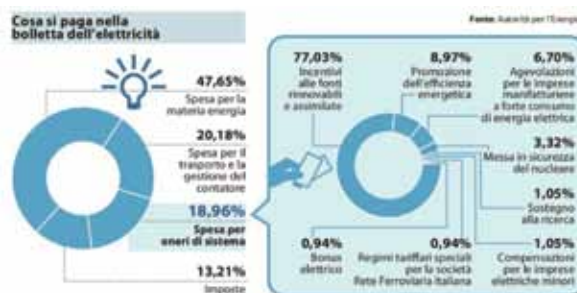 Cosa si paga nella
bolletta dell'elettricità
47,65%
Spesa per la
materia energia
20,18%
Spesa per il
trasporto e la
gestione del
contatore
18,96%
Spesa per
oneri di sistema
13,21%
Imposte
Fonte: Autorità per l'Energia
77,03%
Incentivi
alle fonti
rinnovabili
e assimilate
8,97%
Promozione
dell'efficienza
energetica
6,70%
Agevolazioni
per le imprese
manifatturiere
a forte consumo
di energia elettrica
3,32%
Messa in sicurezza
del nucleare
1,05%
Sostegno
alla ricerca
1,05%
Compensazioni
per le imprese
elettriche minori
0,94%
Regimi tariffari speciali
per la società
Rete Ferroviaria Italiana
0,94%
Bonus
elettrico